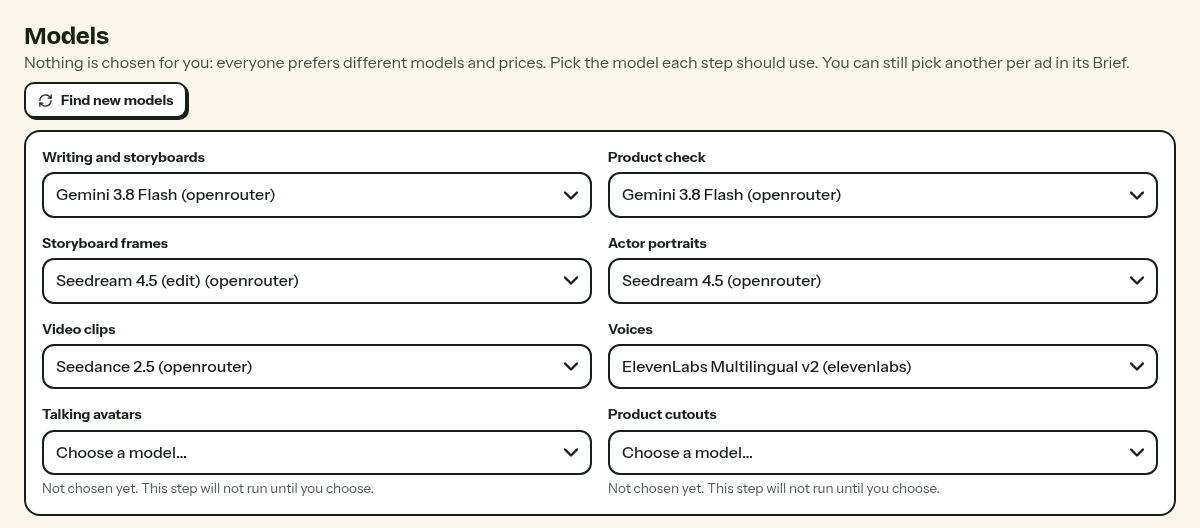 Models
Nothing is chosen for you: everyone prefers different models and prices. Pick the model each step should use. You can still pick another per ad in its Brief.
Find new models
Writing and storyboards
Product check
Gemini 3.8 Flash (openrouter)
Gemini 3.8 Flash (openrouter)
Storyboard frames
Actor portraits
Seedream 4.5 (edit) (openrouter)
Seedream 4.5 (openrouter)
Video clips
Voices
Seedance 2.5 (openrouter)
ElevenLabs Multilingual v2 (elevenlabs)
Talking avatars
Product cutouts
Choose a model...
Choose a model...
Not chosen yet. This step will not run until you choose.
Not chosen yet. This step will not run until you choose.